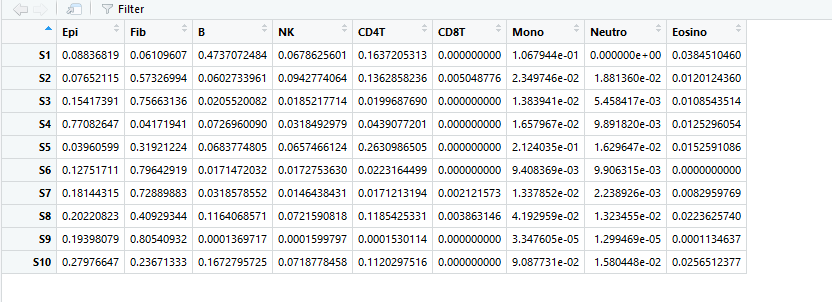 Filter
Epi Fib B NK CD4T CD8T Mono Neutro Eosino
S1 0.08836819 0.06109607 0.4737072484 0.0678625601 0.1637205313 0.000000000 1.067944e-01 0.000000e+00 0.0384510460
S2 0.07652115 0.57326994 0.0602733961 0.0942774064 0.1362858236 0.005048776 2.349746e-02 1.881360e-02 0.0120124360
S3 0.15417391 0.75663136 0.0205520082 0.0185217714 0.0199687690 0.000000000 1.383941e-02 5.458417e-03 0.0108543514
S4 0.77082647 0.04171941 0.0726960090 0.0318492979 0.0439077201 0.000000000 1.657967e-02 9.891820e-03 0.0125296054
S5 0.03960599 0.31921224 0.0683774805 0.0657466124 0.2630986505 0.000000000 2.124035e-01 1.629647e-02 0.0152591086
S6 0.12751711 0.79642919 0.0171472032 0.0172753630 0.0223164499 0.000000000 9.408369e-03 9.906315e-03 0.0000000000
S7 0.18144315 0.72889883 0.0318578552 0.0146438431 0.0171213194 0.002121573 1.337852e-02 2.238926e-03 0.0082959769
S8 0.20220823 0.40929344 0.1164068571 0.0721590818 0.1185425331 0.003863146 4.192959e-02 1.323455e-02 0.0223625740
S9 0.19398079 0.80540932 0.0001369717 0.0001599797 0.0001530114 0.000000000 3.347605e-05 1.299469e-05 0.0001134637
S10 0.27976647 0.23671333 0.1672795725 0.0718778458 0.1120297516 0.000000000 9.087731e-02 1.580448e-02 0.0256512377